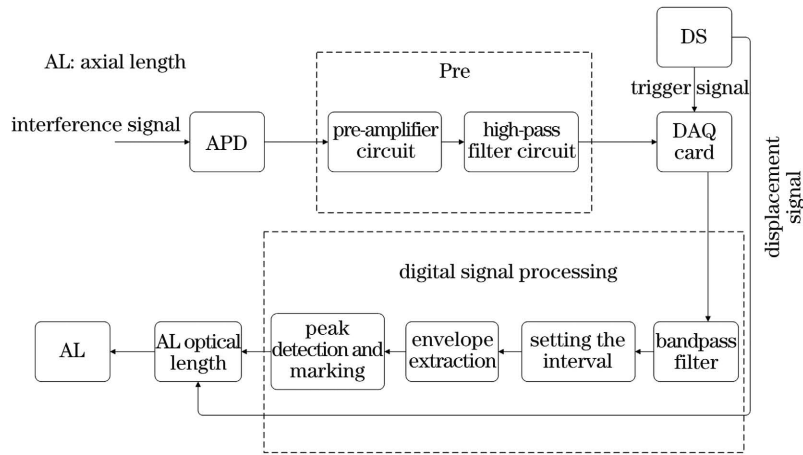 DS
AL: axial length
Pre
trigger signal
interference signal
APD
pre-amplifier
circuit
high-pass
filter circuit
DAQ
card
displacement
signal
digital signal processing
AL
AL optical
length
peak
detection and
marking
envelope
extraction
setting the
interval
bandpass
filter